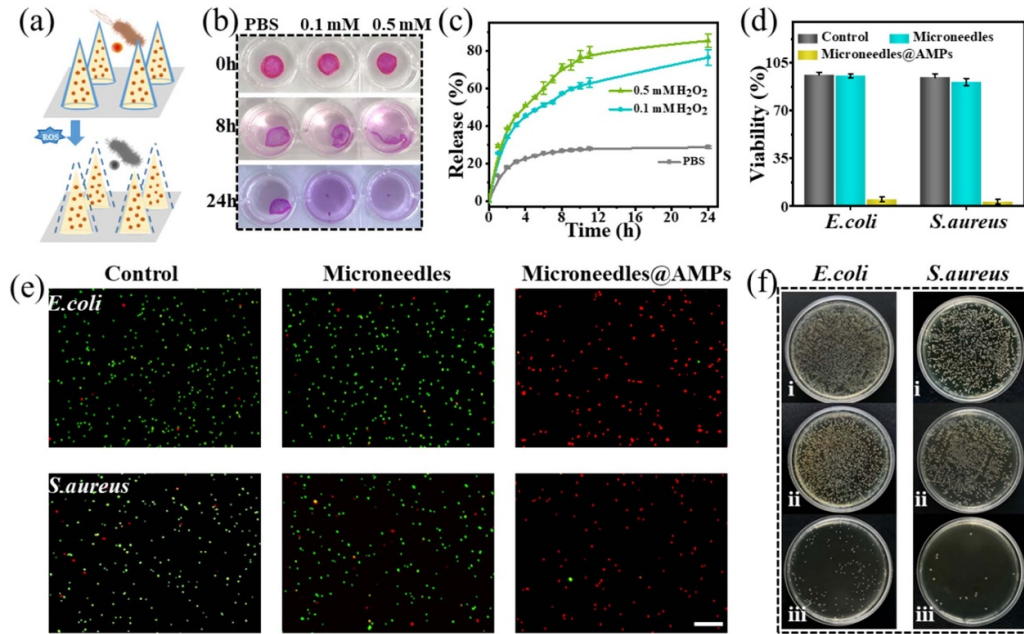 (a)
ROS
(b)
PBS 0.1 mM 0.5 mM
0h
8h
24h
(c)
Release (%)
80
60
40
20
0
0.5 mM H2O2
0.1 mM H2O2
PBS
0 4 8 12 16 20 24
Time (h)
(d)
Control Microneedles
Microneedles@AMPs
Viability (%)
105
70
35
0
E.coli S.aureus
(e)
Control Microneedles Microneedles@AMPs
E.coli
S.aureus
(f)
E.coli S.aureus
i i
ii ii
iii iii